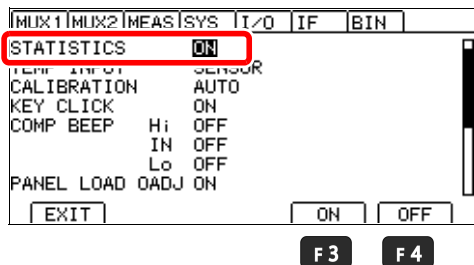 MUX1 MUX2 MEAS SYS I/O IF BIN
STATISTICS ON
TEMP INPUT SENSOR
CALIBRATION AUTO
KEY CLICK ON
COMP BEEP Hi OFF
IN OFF
Lo OFF
PANEL LOAD 0ADJ ON
EXIT ON OFF
F3 F4